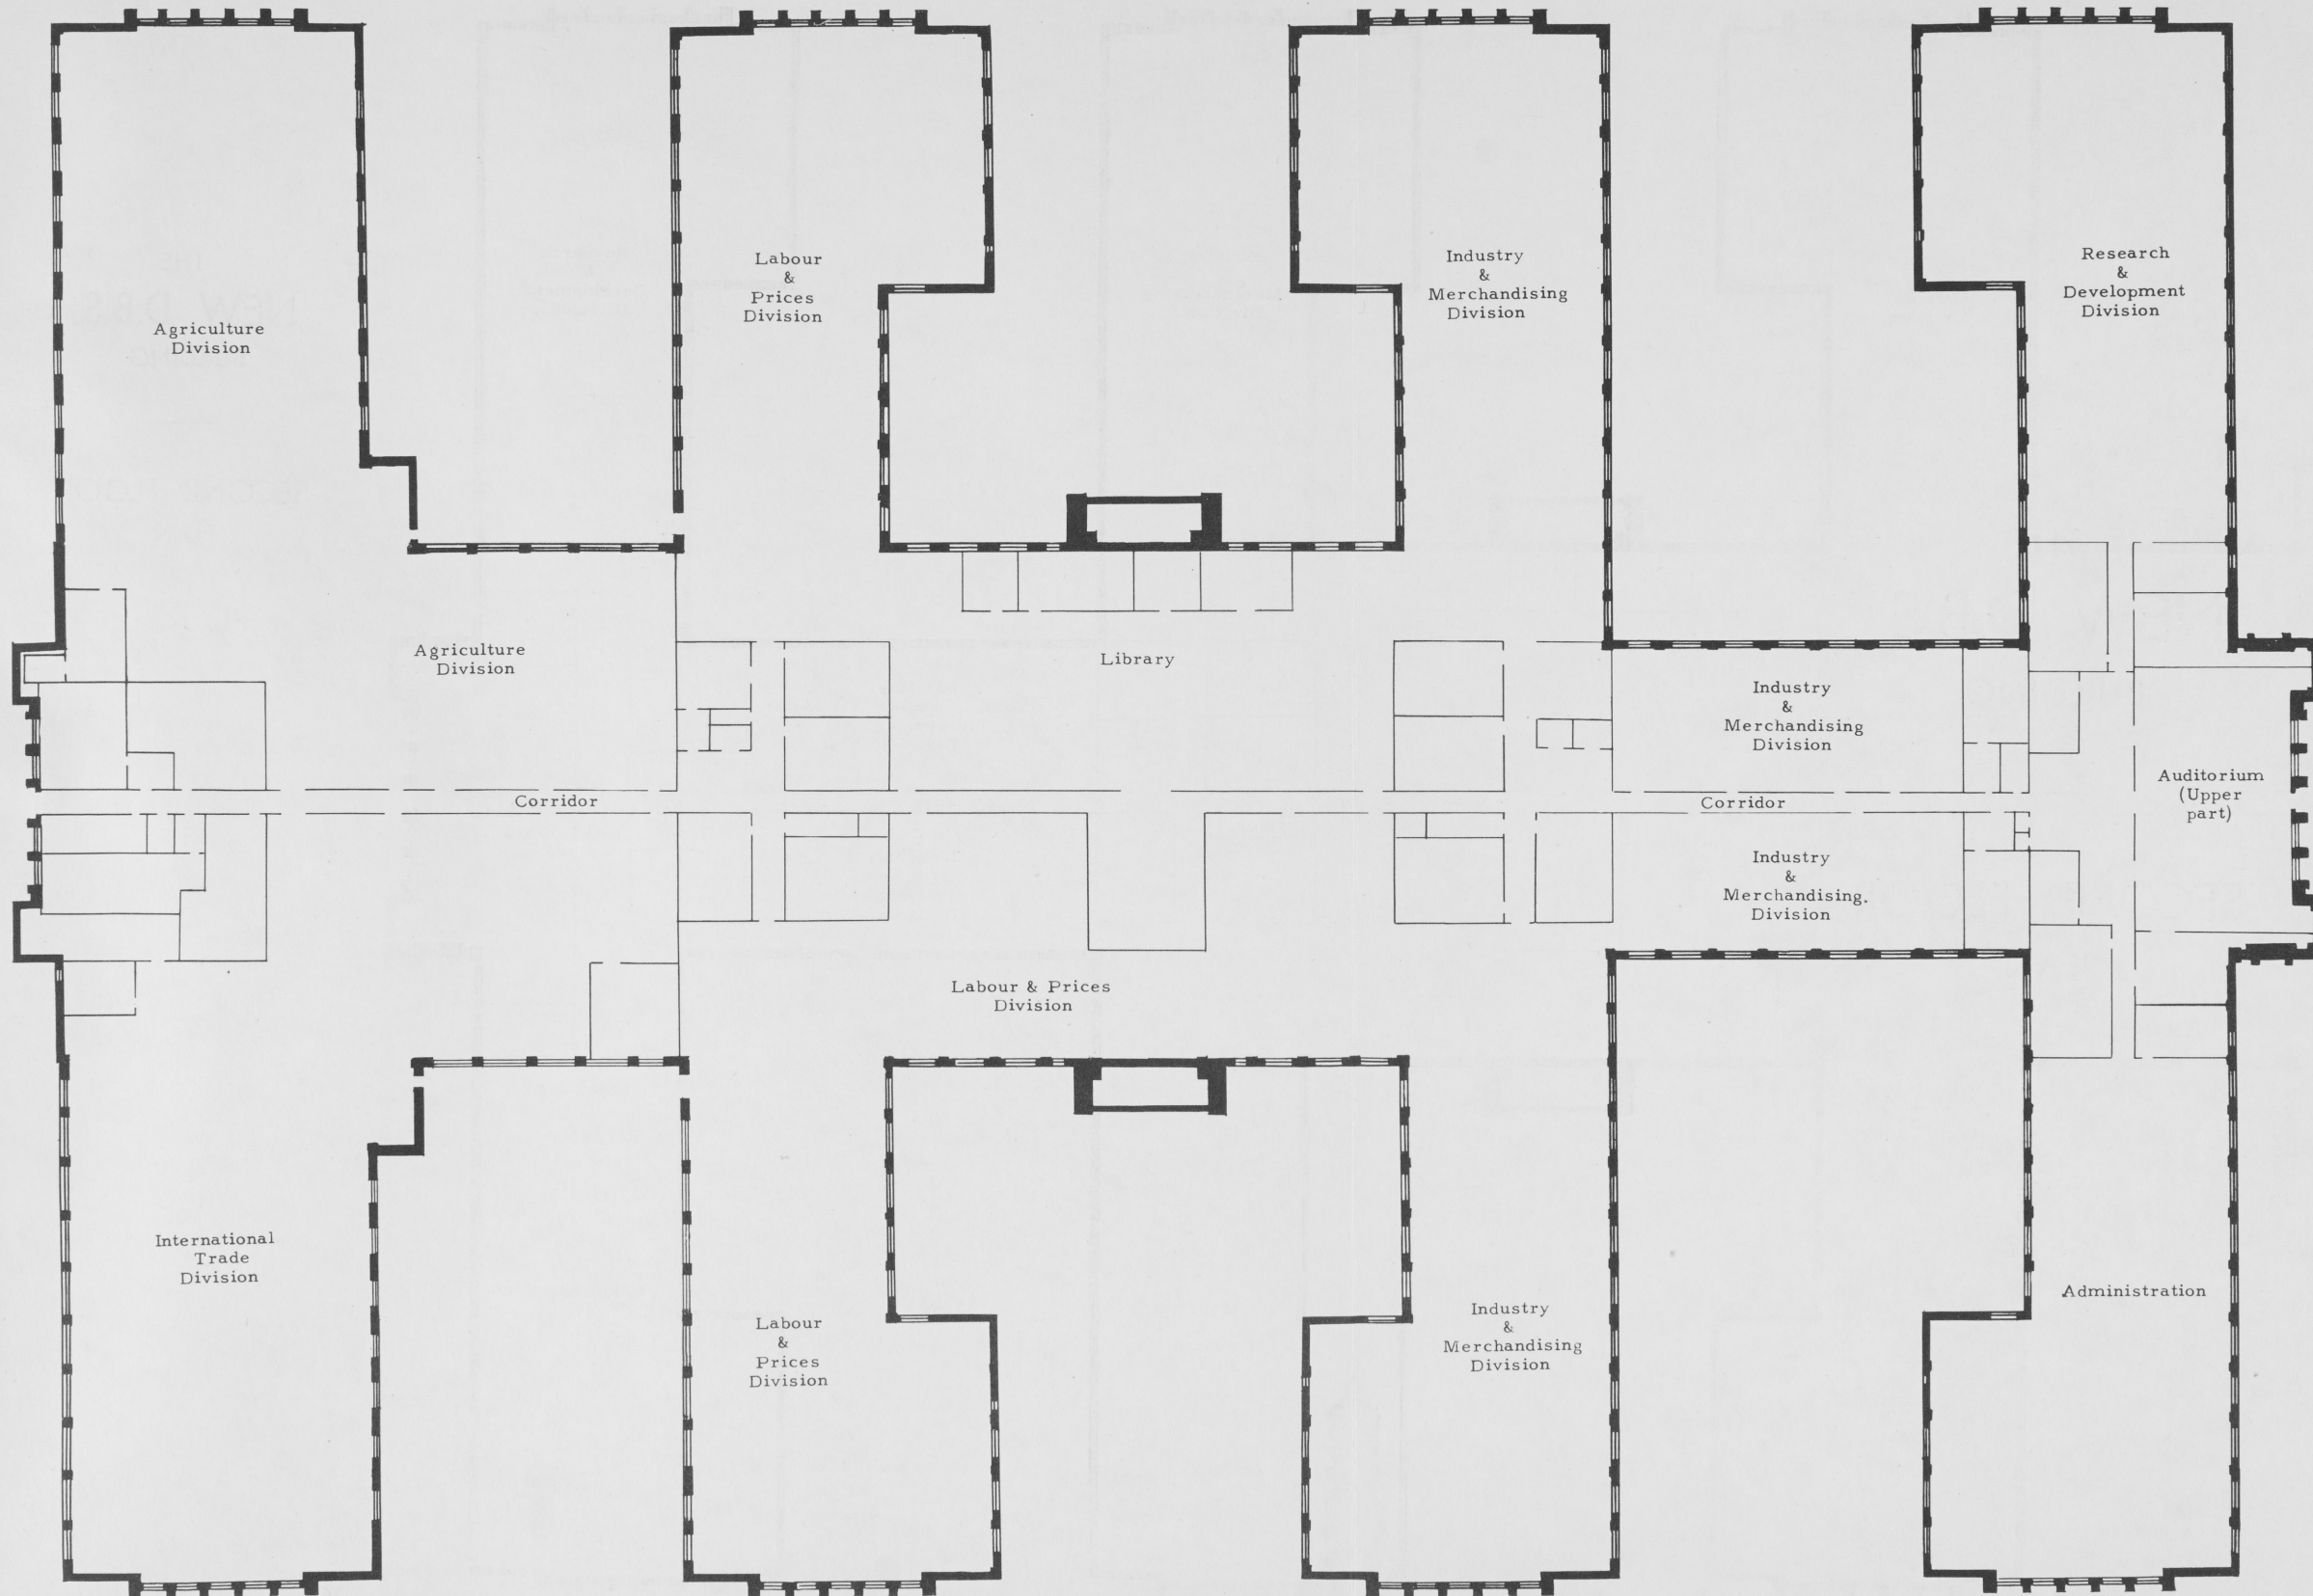 Agriculture
Division
Labour
&
Prices
Division
Industry
&
Merchandising
Division
Research
&
Development
Division
Agriculture
Division
Library
Industry
&
Merchandising
Division
Corridor
Corridor
Auditorium
(Upper
part)
Industry
&
Merchandising.
Division
Labour & Prices
Division
International
Trade
Division
Labour
&
Prices
Division
Industry
&
Merchandising
Division
Administration